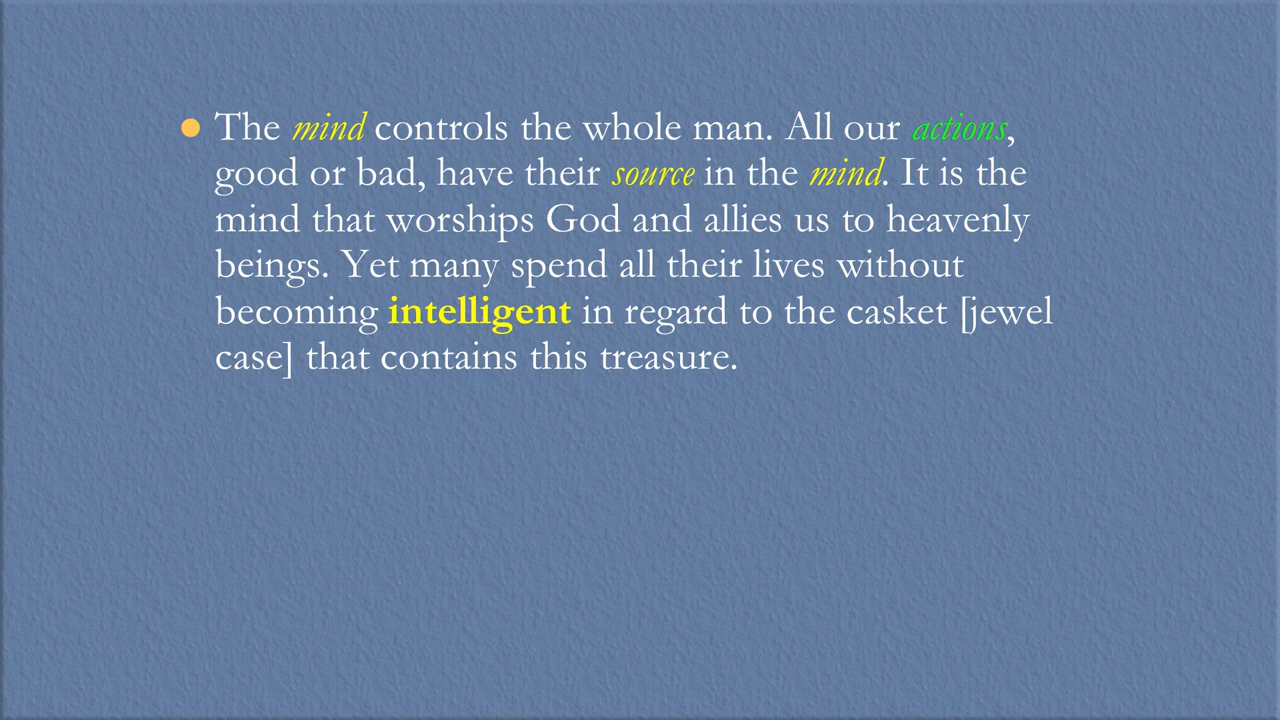 The mind controls the whole man. All our actions,
good or bad, have their source in the mind. It is the
mind that worships God and allies us to heavenly
beings. Yet many spend all their lives without
becoming intelligent in regard to the casket [jewel
case] that contains this treasure.